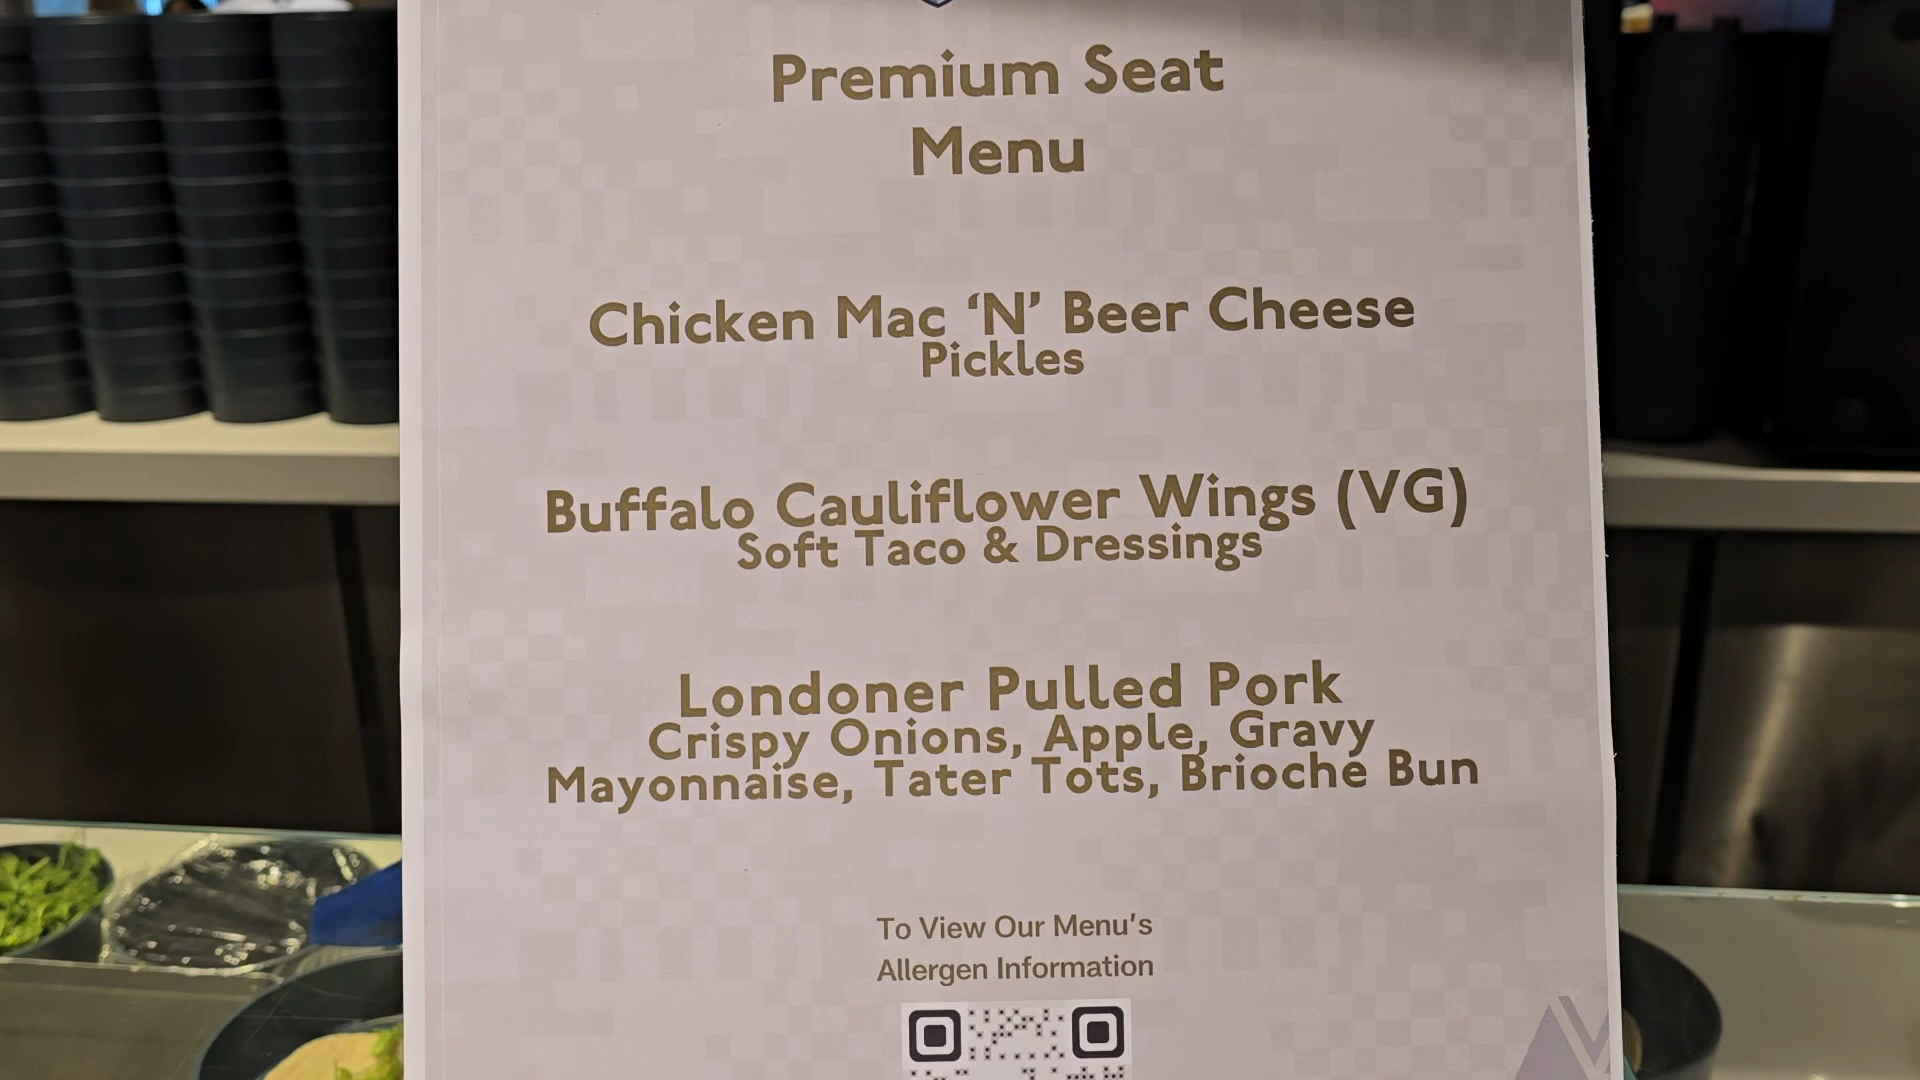 Premium Seat
Menu
Chicken Mac ‘N’ Beer Cheese
Pickles
Buffalo Cauliflower Wings (VG)
Soft Taco & Dressings
Londoner Pulled Pork
Crispy Onions, Apple, Gravy
Mayonnaise, Tater Tots, Brioche Bun
To View Our Menu's
Allergen Information